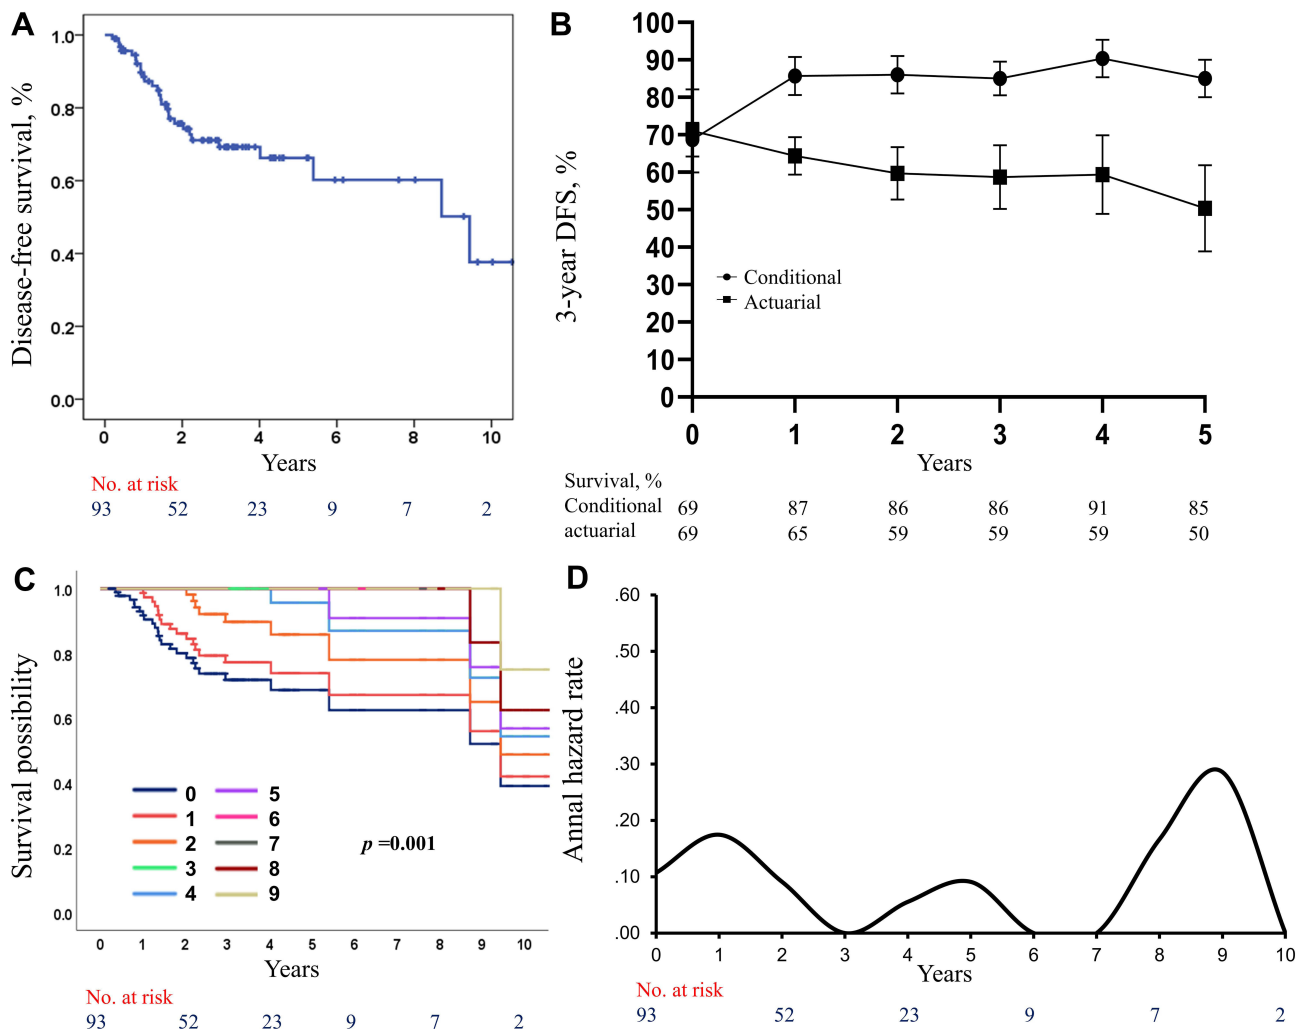 A
Disease-free survival, %
1.0
0.8
0.6
0.4
0.2
0.0
0 2 4 6 8 10
Years
No. at risk
93 52 23 9 7 2
B
3-year DFS, %
100
90
80
70
60
50
40
30
20
10
0
Conditional
Actuarial
0 1 2 3 4 5
Years
Survival, %
Conditional 69 87 86 86 91 85
actuarial 69 65 59 59 59 50
C
Survival possibility
1.0
0.8
0.6
0.4
0.2
0.0
0 5
1 6
2 7
3 8
4 9
p =0.001
0 1 2 3 4 5 6 7 8 9 10
Years
No. at risk
93 52 23 9 7 2
D
Annal hazard rate
.60
.50
.40
.30
.20
.10
.00
0 1 2 3 4 5 6 7 8 9 10
Years
No. at risk
93 52 23 9 7 2